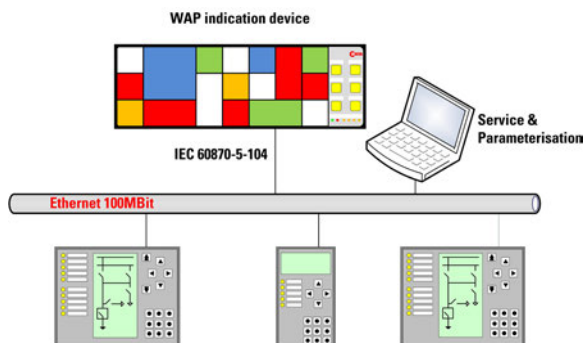 WAP indication device
IEC 60870-5-104
Service &
Parameterisation
Ethernet 100MBit